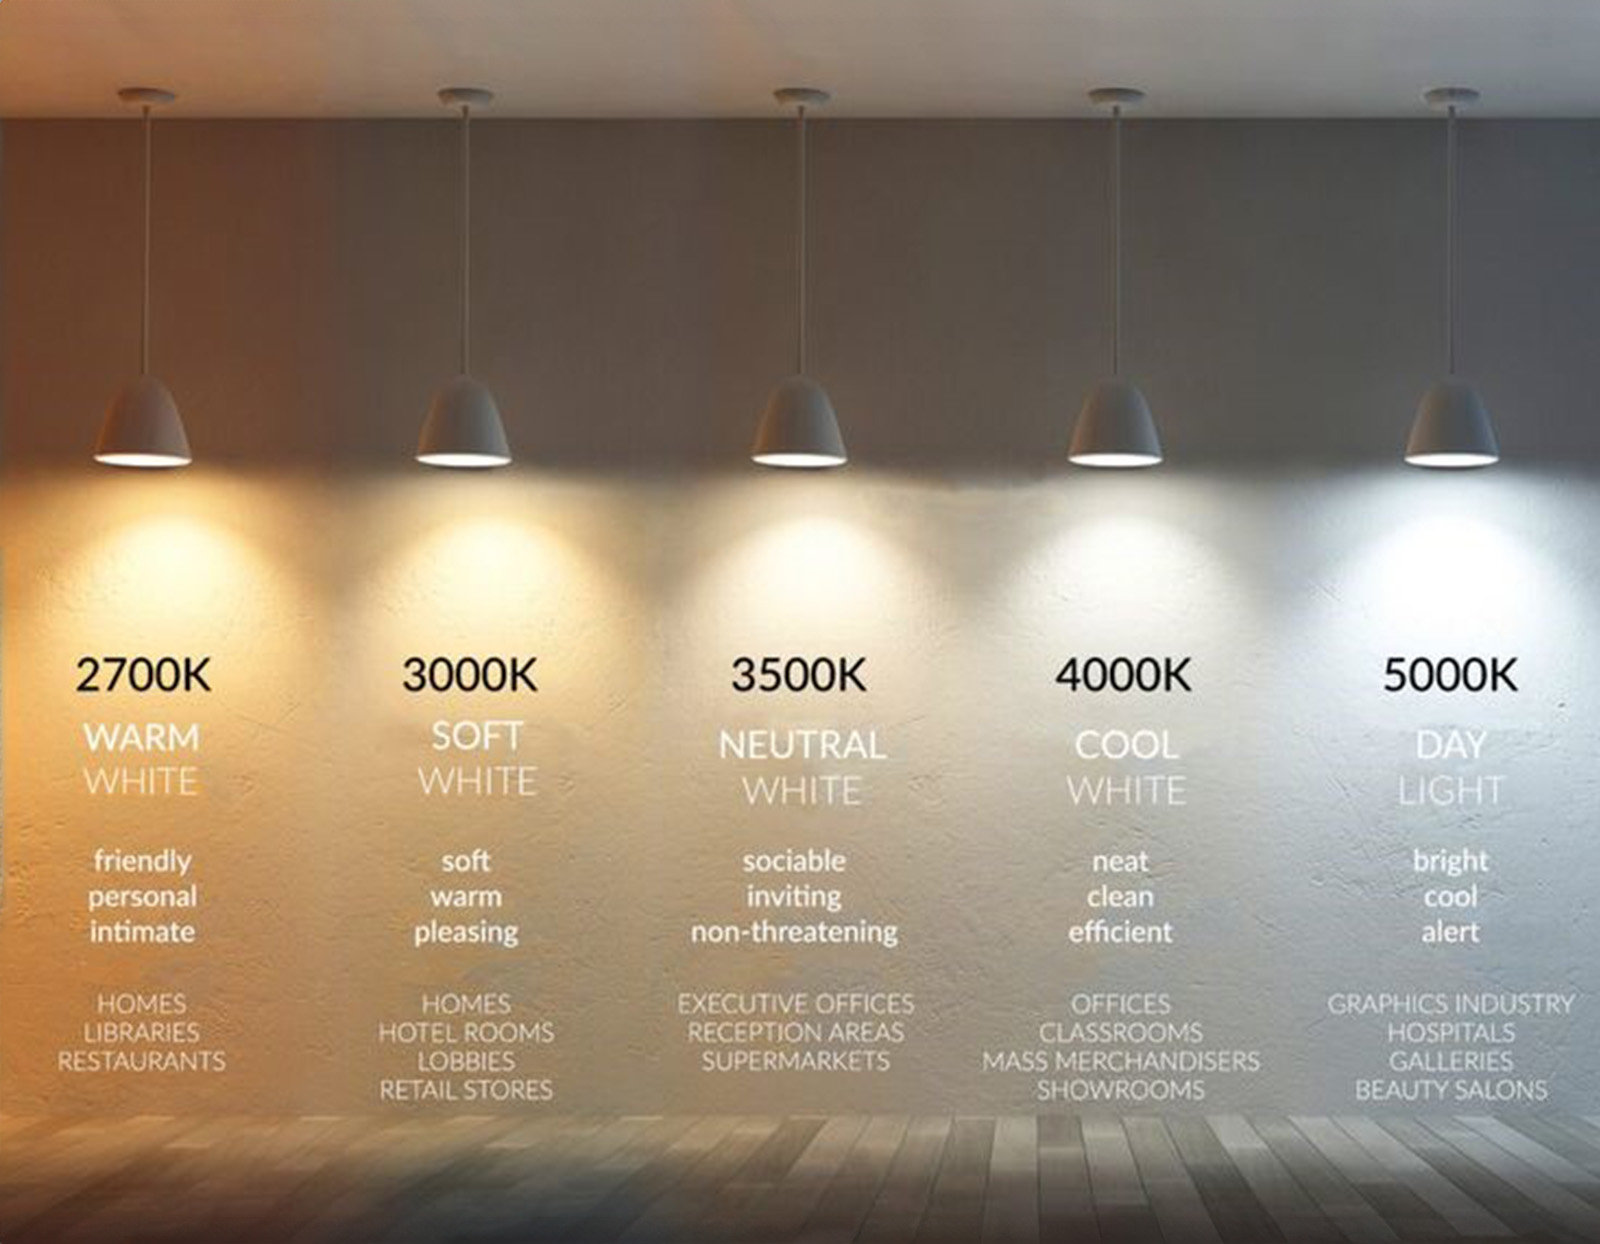 2700K
WARM
WHITE
friendly
personal
intimate
HOMES
LIBRARIES
RESTAURANTS
3000K
SOFT
WHITE
soft
warm
pleasing
HOMES
HOTEL ROOMS
LOBBIES
RETAIL STORES
3500K
NEUTRAL
WHITE
sociable
inviting
non-threatening
EXECUTIVE OFFICES
RECEPTION AREAS
SUPERMARKETS
4000K
COOL
WHITE
neat
clean
efficient
OFFICES
CLASSROOMS
MASS MERCHANDISERS
SHOWROOMS
5000K
DAY
LIGHT
bright
cool
alert
GRAPHICS INDUSTRY
HOSPITALS
GALLERIES
BEAUTY SALONS